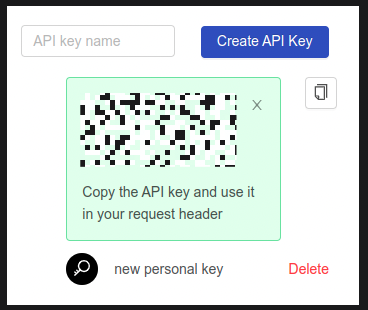 API key name
Create API Key
Copy the API key and use it
in your request header
new personal key
Delete